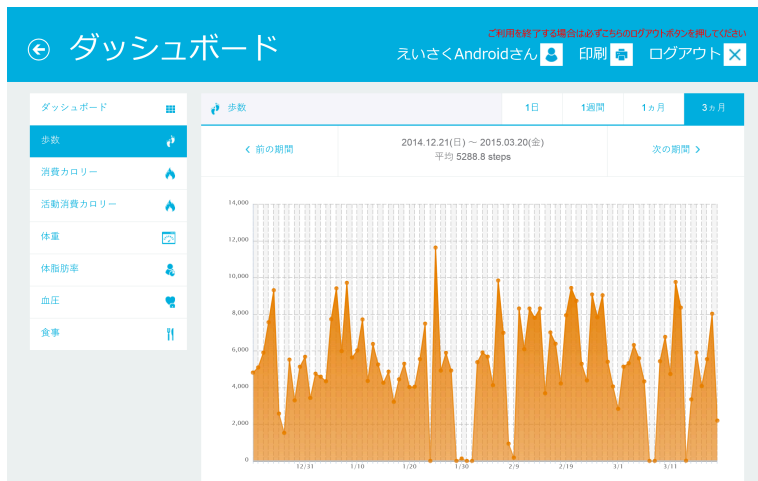 ご利用を終了する場合は必ずこちらのログアウトボタンを押してください
ダッシュボード
えいさくAndroidさん 印刷 ログアウト
ダッシュボード
歩数
消費カロリー
活動消費カロリー
体重
体脂肪率
血圧
食事
歩数 1日 1週間 1ヵ月 3ヵ月
前の期間
2014.12.21(日) ～ 2015.03.20(金)
平均 5288.8 steps
次の期間
14,000
12,000
10,000
8,000
6,000
4,000
2,000
0
12/31 1/10 1/20 1/30 2/9 2/19 3/1 3/11